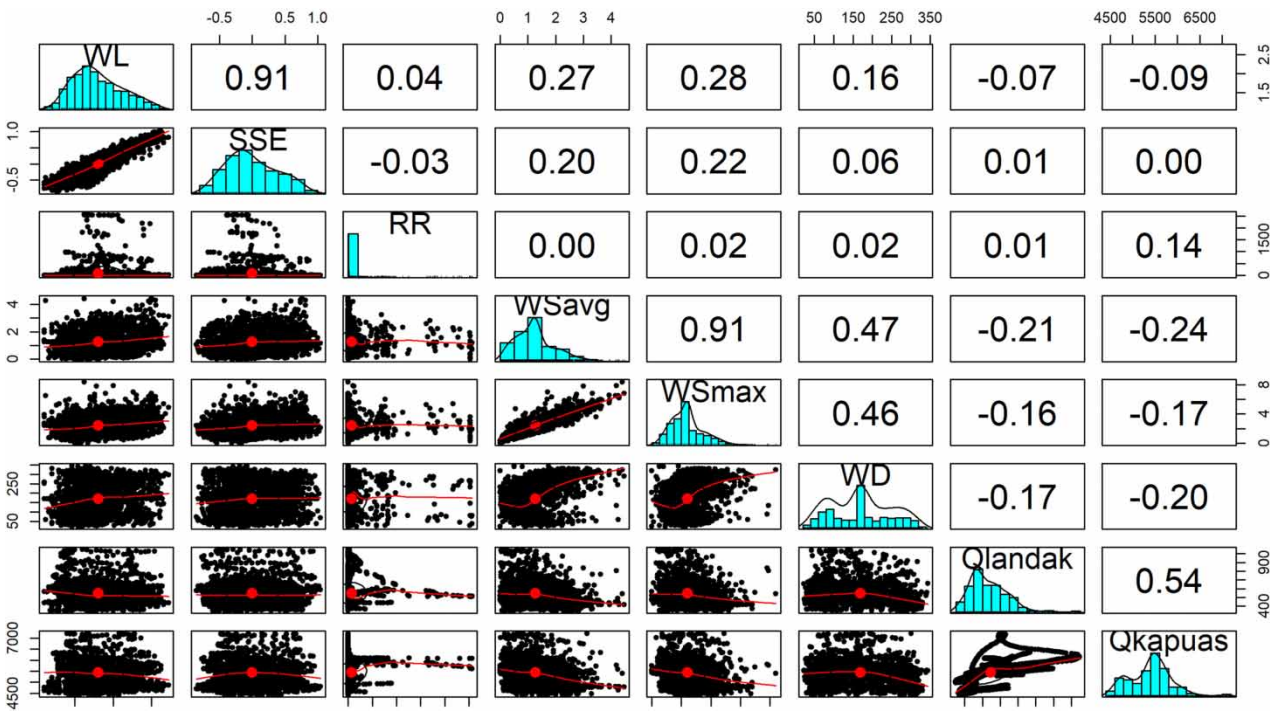 -0.5 0.5 1.0 0 1 2 3 4 50 150 250 350 4500 5500 6500
WL 0.91 0.04 0.27 0.28 0.16 -0.07 -0.09 1.5 2.5
-0.5 1.0 SSE -0.03 0.20 0.22 0.06 0.01 0.00
RR 0.00 0.02 0.02 0.01 0.14 0 1500
0 2 4 WSavg 0.91 0.47 -0.21 -0.24
WSmax 0.46 -0.16 -0.17 0 4 8
50 250 WD -0.17 -0.20
Qlandak 0.54 400 900
4500 7000 Qkapuas